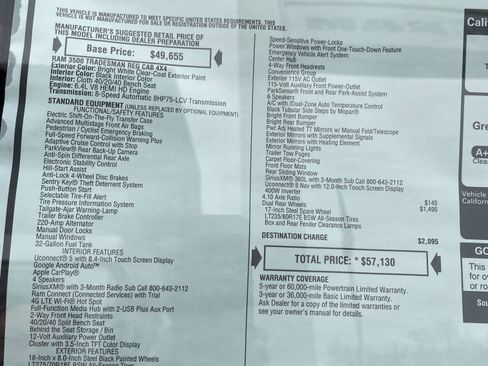 THIS VEHICLE IS MANUFACTURED TO MEET SPECIFIC UNITED STATES REQUIREMENTS. THIS
VEHICLE IS NOT MANUFACTURED FOR SALE OR REGISTRATION OUTSIDE OF THE UNITED STATES.
MANUFACTURER'S SUGGESTED RETAIL PRICE OF
THIS MODEL INCLUDING DEALER PREPARATION
Base Price: $49,655
RAM 3500 TRADESMAN REG CAB 4X4
Exterior Color: Bright White Clear-Coat Exterior Paint
Interior Color: Black Interior Color
Interior: Cloth 40/20/40 Bench Seat
Engine: 6.4L V8 HEMI HD Engine
Transmission: 8-Speed Automatic 8HP75-LCV Transmission
STANDARD EQUIPMENT (UNLESS REPLACED BY OPTIONAL EQUIPMENT)
FUNCTIONAL/SAFETY FEATURES
Electric Shift-On-The-Fly Transfer Case
Advanced Multistage Front Air Bags
Pedestrian / Cyclist Emergency Braking
Full-Speed Forward-Collision Warning Plus
Adaptive Cruise Control with Stop
ParkView® Rear Back-Up Camera
Anti-Spin Differential Rear Axle
Electronic Stability Control
Hill-Start Assist
Anti-Lock 4-Wheel Disc Brakes
Sentry Key® Theft Deterrent System
Push-Button Start
Selectable Tire-Fill Alert
Tire Pressure Information System
Tailgate-Ajar Warning-Lamp
Trailer Brake Controller
220-Amp Alternator
Manual Door Locks
Manual Windows
32-Gallon Fuel Tank
INTERIOR FEATURES
Uconnect® 5 with 8.4-Inch Touch Screen Display
Google Android Auto™
Apple CarPlay®
4 Speakers
SiriusXM® with 3-Month Radio Sub Call 800-643-2112
Ram Connect (Connected Services) with Trial
4G LTE Wi-Fi® Hot Spot
Full-Function Media Hub with 2-USB Plus Aux Port
2-Way Front Head Restraints
40/20/40 Split Bench Seat
Behind the Seat Storage / Bin
12-Volt Auxiliary Power Outlet
Cluster with 3.5-Inch TFT Color Display
EXTERIOR FEATURES
18-Inch x 8.0-Inch Steel Black Painted Wheels
LT275/70R18E BSW All-Season Tires
Speed-Sensitive Power-Locks
Power Windows with Front One-Touch-Down Feature
Emergency Vehicle Alert System
Center Hub
4-Way Front Headrests
Convenience Group
Exterior 115V AC Outlet
115-Volt Auxiliary Front Power-Outlet
ParkSense® Front and Rear Park-Assist System
6 Speakers
A/C with /Dual-Zone Auto Temperature Control
Black Tubular Side Steps by Mopar®
Bright Front Bumper
Bright Rear Bumper
Pwr Adj Heated TT Mirrors w/ Manual Fold/Telescope
Exterior Mirrors with Supplemental Signals
Exterior Mirrors with Heating Element
Mirror Running Lights
Trailer Tow Pages
Carpet Floor-Covering
Front Floor Mats
Rear Sliding Window
SiriusXM® 360L with 3-Month Sub Call 800-643-2112
Uconnect® 5 Nav with 12.0-Inch Touch Screen Display
400W Inverter
4.10 Axle Ratio $145
Dual Rear Wheels $1,495
17-Inch Steel Spare Wheel
LT235/80R17E BSW All-Season Tires
Box and Rear Fender Clearance Lamps
DESTINATION CHARGE $2,095
TOTAL PRICE: * $57,130
WARRANTY COVERAGE
5-year or 60,000-mile Powertrain Limited Warranty.
3-year or 36,000-mile Basic Limited Warranty.
Ask Dealer for a copy of the limited warranties or
see your owner's manual for details.
Cali
Gre
A+
Vehicle
Californ
GO
This
for
or ro
Sou